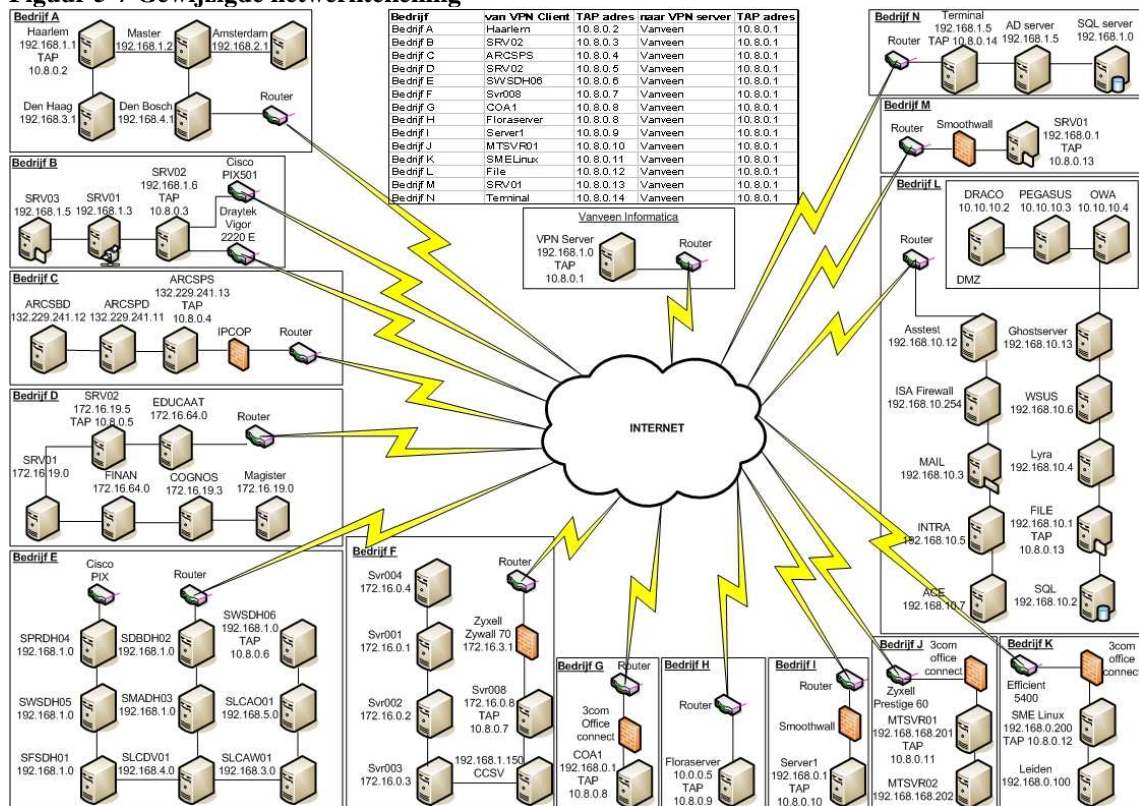 Figuur 5-7 Gewijzigde netwerktekening
Bedrijf A
Haarlem
192.168.1.1
TAP
10.8.0.2
Master
192.168.1.2
Amsterdam
192.168.2.1
Den Haag
192.168.3.1
Den Bosch
192.168.4.1
Router
Bedrijf van VPN Client TAP adres naar VPN server TAP adres
Bedrijf A Haarlem 10.8.0.2 Vanveen 10.8.0.1
Bedrijf B SRV02 10.8.0.3 Vanveen 10.8.0.1
Bedrijf C ARCSPS 10.8.0.4 Vanveen 10.8.0.1
Bedrijf D SRV02 10.8.0.5 Vanveen 10.8.0.1
Bedrijf E SWSDH06 10.8.0.6 Vanveen 10.8.0.1
Bedrijf F Svr008 10.8.0.7 Vanveen 10.8.0.1
Bedrijf G COA1 10.8.0.8 Vanveen 10.8.0.1
Bedrijf H Floraserver 10.8.0.8 Vanveen 10.8.0.1
Bedrijf I Server1 10.8.0.9 Vanveen 10.8.0.1
Bedrijf J MTSVR01 10.8.0.10 Vanveen 10.8.0.1
Bedrijf K SMELinux 10.8.0.11 Vanveen 10.8.0.1
Bedrijf L File 10.8.0.12 Vanveen 10.8.0.1
Bedrijf M SRV01 10.8.0.13 Vanveen 10.8.0.1
Bedrijf N Terminal 10.8.0.14 Vanveen 10.8.0.1
Bedrijf N
Router
Terminal
192.168.1.5
TAP 10.8.0.14
AD server
192.168.1.5
SQL server
192.168.1.0
Bedrijf M
Router
Smoothwall
SRV01
192.168.0.1
TAP
10.8.0.13
Bedrijf B
SRV03
192.168.1.5
SRV01
192.168.1.3
SRV02
192.168.1.6
TAP
10.8.0.3
Cisco
PIX501
Draytek
Vigor
2220 E
Vanveen Informatica
VPN Server
192.168.1.0
TAP
10.8.0.1
Router
Bedrijf L
Router
DRACO
10.10.10.2
PEGASUS
10.10.10.3
OWA
10.10.10.4
DMZ
Asstest
192.168.10.12
Ghostserver
192.168.10.13
ISA Firewall
192.168.10.254
WSUS
192.168.10.6
MAIL
192.168.10.3
Lyra
192.168.10.4
INTRA
192.168.10.5
FILE
192.168.10.1
TAP
10.8.0.13
ACE
192.168.10.7
SQL
192.168.10.2
Bedrijf C
ARCSBD
132.229.241.12
ARCSPD
132.229.241.11
ARCSPS
132.229.241.13
TAP
10.8.0.4
IPCOP
Router
INTERNET
Bedrijf D
SRV02
172.16.19.5
TAP 10.8.0.5
EDUCAAT
172.16.64.0
Router
SRV01
172.16.19.0
FINAN
172.16.64.0
COGNOS
172.16.19.3
Magister
172.16.19.0
Bedrijf E
Cisco
PIX
Router
SPRDH04
192.168.1.0
SDBDH02
192.168.1.0
SWSDH06
192.168.1.0
TAP
10.8.0.6
SWSDH05
192.168.1.0
SMADH03
192.168.1.0
SLCAO01
192.168.5.0
SFSDH01
192.168.1.0
SLCDV01
192.168.4.0
SLCAW01
192.168.3.0
Bedrijf F
Svr004
172.16.0.4
Router
Svr001
172.16.0.1
Zyxell
Zywall 70
172.16.3.1
Svr002
172.16.0.2
Svr008
172.16.0.8
TAP
10.8.0.7
Svr003
172.16.0.3
192.168.1.150
CCSV
Bedrijf G
Router
3com
Office
connect
COA1
192.168.0.1
TAP
10.8.0.8
Bedrijf H
Router
Floraserver
10.0.0.5
TAP
10.8.0.9
Bedrijf I
Router
Smoothwall
Server1
192.168.0.1
TAP
10.8.0.10
Bedrijf J
3com
office
connect
Zyxell
Prestige 60
MTSVR01
192.168.168.201
TAP
10.8.0.11
MTSVR02
192.168.168.202
Bedrijf K
3com
office
connect
Efficient
5400
SME Linux
192.168.0.200
TAP 10.8.0.12
Leiden
192.168.0.100